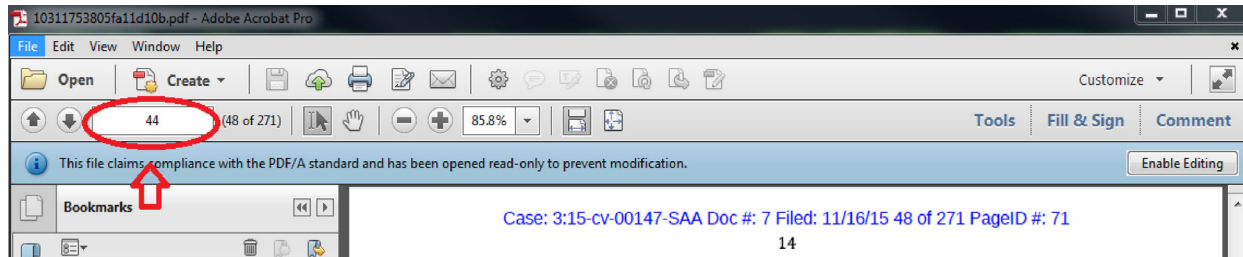 10311753805fa11d10b.pdf - Adobe Acrobat Pro
File Edit View Window Help
Open Create Customize
44 (48 of 271) 85.8% Tools Fill & Sign Comment
This file claims compliance with the PDF/A standard and has been opened read-only to prevent modification. Enable Editing
Bookmarks
Case: 3:15-cv-00147-SAA Doc #: 7 Filed: 11/16/15 48 of 271 PageID #: 71
14